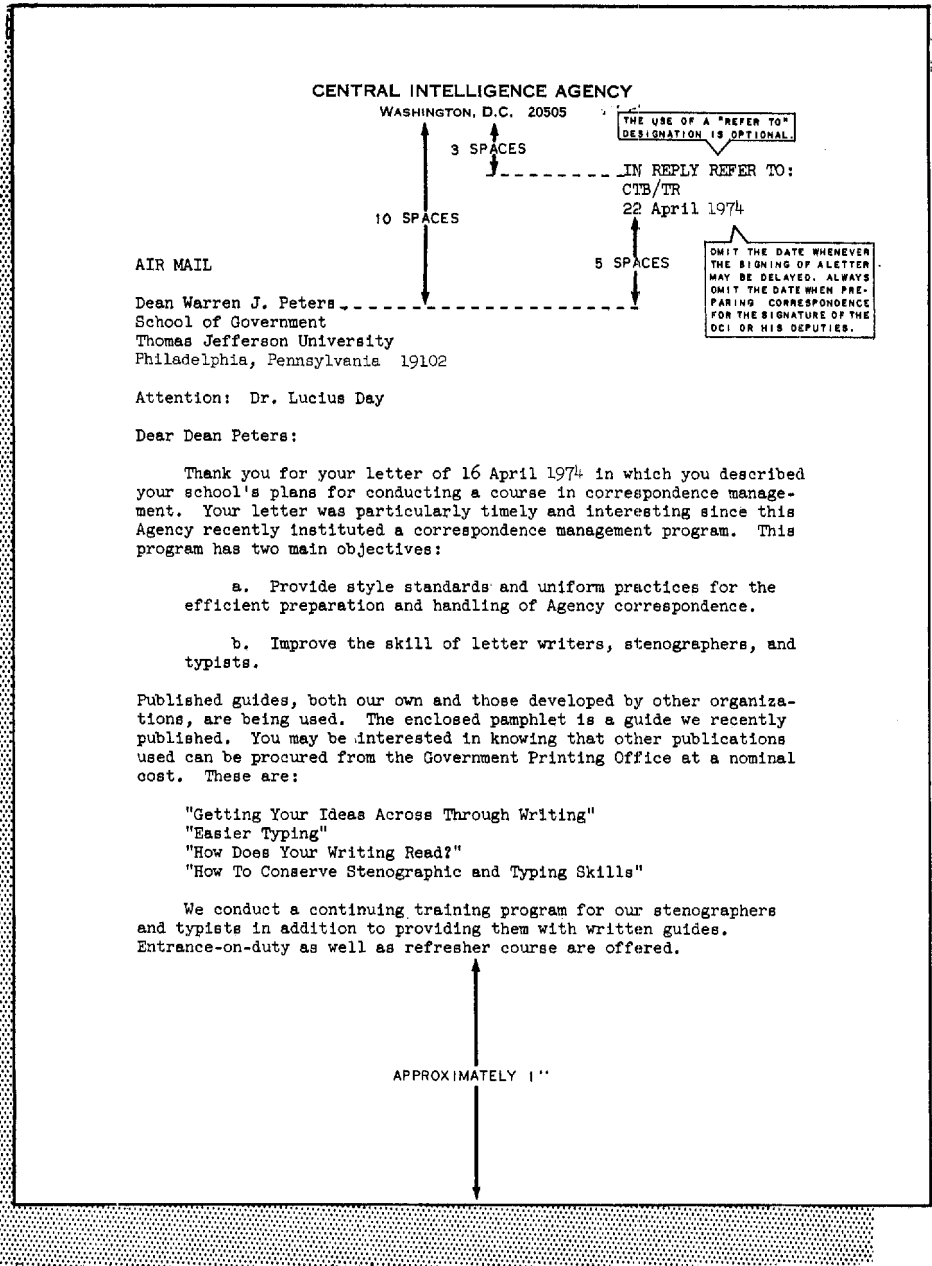 CENTRAL INTELLIGENCE AGENCY
WASHINGTON, D.C. 20505
THE USE OF A "REFER TO"
DESIGNATION IS OPTIONAL.
3 SPACES
IN REPLY REFER TO:
CTB/TR
22 April 1974
10 SPACES
OMIT THE DATE WHENEVER
THE SIGNING OF ALETTER
MAY BE DELAYED. ALWAYS
OMIT THE DATE WHEN PRE-
PARING CORRESPONDENCE
FOR THE SIGNATURE OF THE
DCI OR HIS DEPUTIES.
AIR MAIL
5 SPACES
Dean Warren J. Peters
School of Government
Thomas Jefferson University
Philadelphia, Pennsylvania 19102
Attention: Dr. Lucius Day
Dear Dean Peters:
Thank you for your letter of 16 April 1974 in which you described
your school's plans for conducting a course in correspondence manage-
ment. Your letter was particularly timely and interesting since this
Agency recently instituted a correspondence management program. This
program has two main objectives:
a. Provide style standards and uniform practices for the
efficient preparation and handling of Agency correspondence.
b. Improve the skill of letter writers, stenographers, and
typists.
Published guides, both our own and those developed by other organiza-
tions, are being used. The enclosed pamphlet is a guide we recently
published. You may be interested in knowing that other publications
used can be procured from the Government Printing Office at a nominal
cost. These are:
"Getting Your Ideas Across Through Writing"
"Easier Typing"
"How Does Your Writing Read?"
"How To Conserve Stenographic and Typing Skills"
We conduct a continuing training program for our stenographers
and typists in addition to providing them with written guides.
Entrance-on-duty as well as refresher course are offered.
APPROXIMATELY 1"